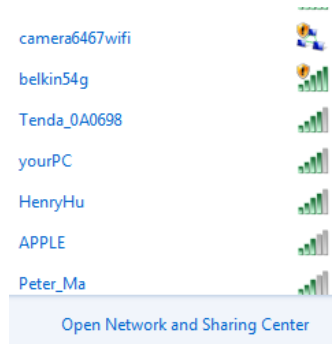 camera6467wifi
belkin54g
Tenda_0A0698
yourPC
HenryHu
APPLE
Peter_Ma
Open Network and Sharing Center